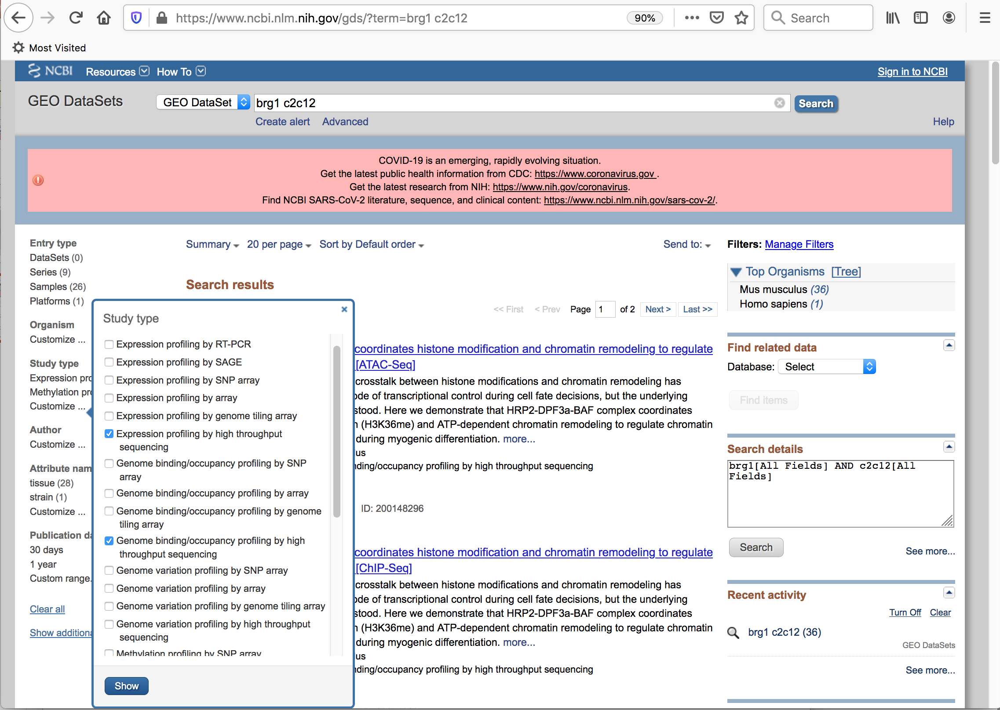 https://www.ncbi.nlm.nih.gov/gds/?term=brg1 c2c12
90%
Search
Most Visited
NCBI
Resources
How To
Sign in to NCBI
GEO DataSets
GEO DataSet
brg1 c2c12
Search
Create alert
Advanced
Help
COVID-19 is an emerging, rapidly evolving situation.
Get the latest public health information from CDC: https://www.coronavirus.gov .
Get the latest research from NIH: https://www.nih.gov/coronavirus.
Find NCBI SARS-CoV-2 literature, sequence, and clinical content: https://www.ncbi.nlm.nih.gov/sars-cov-2/.
Entry type
DataSets (0)
Series (9)
Samples (26)
Platforms (1)
Organism
Customize ...
Study type
Expression pro
Methylation pro
Customize ...
Author
Customize ...
Attribute nam
tissue (28)
strain (1)
Customize ...
Publication da
30 days
1 year
Custom range.
Clear all
Show additiona
Study type
Expression profiling by RT-PCR
Expression profiling by SAGE
Expression profiling by SNP array
Expression profiling by array
Expression profiling by genome tiling array
Expression profiling by high throughput
sequencing
Genome binding/occupancy profiling by SNP
array
Genome binding/occupancy profiling by array
Genome binding/occupancy profiling by genome
tiling array
Genome binding/occupancy profiling by high
throughput sequencing
Genome variation profiling by SNP array
Genome variation profiling by array
Genome variation profiling by genome tiling array
Genome variation profiling by high throughput
sequencing
Methylation profiling by SNP array
Show
Summary
20 per page
Sort by Default order
Send to:
Search results
<< First
< Prev
Page 1 of 2
Next >
Last >>
coordinates histone modification and chromatin remodeling to regulate
[ATAC-Seq]
crosstalk between histone modifications and chromatin remodeling has
ode of transcriptional control during cell fate decisions, but the underlying
stood. Here we demonstrate that HRP2-DPF3a-BAF complex coordinates
n (H3K36me) and ATP-dependent chromatin remodeling to regulate chromatin
during myogenic differentiation. more...
lus
nding/occupancy profiling by high throughput sequencing
ID: 200148296
coordinates histone modification and chromatin remodeling to regulate
[ChIP-Seq]
crosstalk between histone modifications and chromatin remodeling has
ode of transcriptional control during cell fate decisions, but the underlying
stood. Here we demonstrate that HRP2-DPF3a-BAF complex coordinates
n (H3K36me) and ATP-dependent chromatin remodeling to regulate chromatin
during myogenic differentiation. more...
lus
nding/occupancy profiling by high throughput sequencing
Filters: Manage Filters
Top Organisms [Tree]
Mus musculus (36)
Homo sapiens (1)
Find related data
Database: Select
Find items
Search details
brg1[All Fields] AND c2c12[All
Fields]
Search
See more...
Recent activity
Turn Off
Clear
brg1 c2c12 (36)
GEO DataSets
See more...